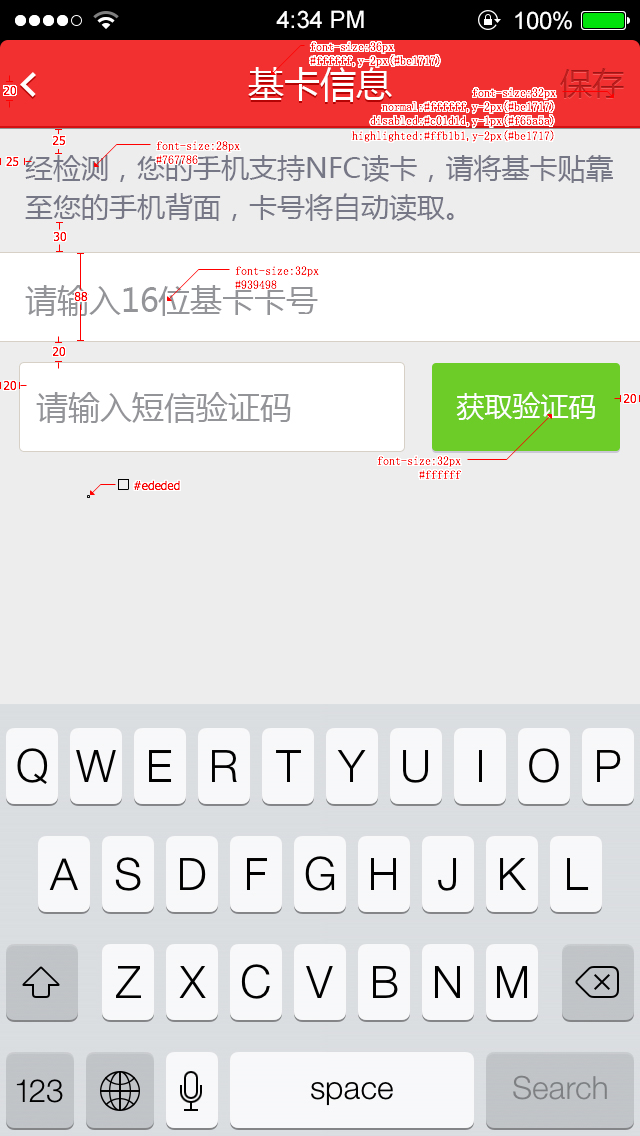 4:34 PM 100%
font-size:36px
#ffffff,y-2px(#be1717)
20
基卡信息
保存
font-size:32px
normal:#ffffff,y-2px(#be1717)
disabled:#c01d1d,y-1px(#f65a5a)
highlighted:#ffb1b1,y-2px(#be1717)
25
font-size:28px
#767786
25
经检测，您的手机支持NFC读卡，请将基卡贴靠
至您的手机背面，卡号将自动读取。
30
font-size:32px
#939498
88
请输入16位基卡卡号
20
20
请输入短信验证码
获取验证码
20
font-size:32px
#ffffff
#ededed
Q W E R T Y U I O P
A S D F G H J K L
Z X C V B N M
123 space Search